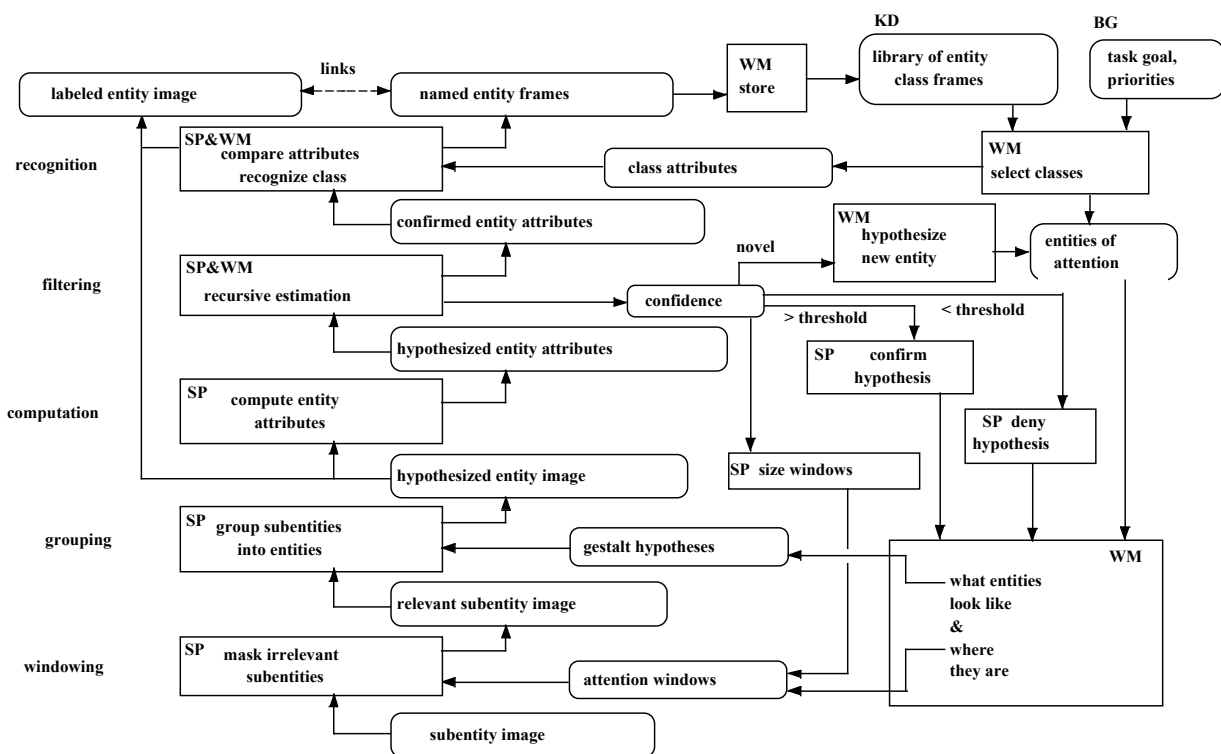 KD
BG
links
labeled entity image
named entity frames
WM
store
library of entity
class frames
task goal,
priorities
recognition
SP&WM
compare attributes
recognize class
class attributes
WM
select classes
confirmed entity attributes
novel
WM
hypothesize
new entity
entities of
attention
filtering
SP&WM
recursive estimation
confidence
> threshold
< threshold
hypothesized entity attributes
SP confirm
hypothesis
computation
SP
compute entity
attributes
SP deny
hypothesis
hypothesized entity image
SP size windows
grouping
SP
group subentities
into entities
gestalt hypotheses
WM
what entities
look like
&
where
they are
relevant subentity image
windowing
SP
mask irrelevant
subentities
attention windows
subentity image